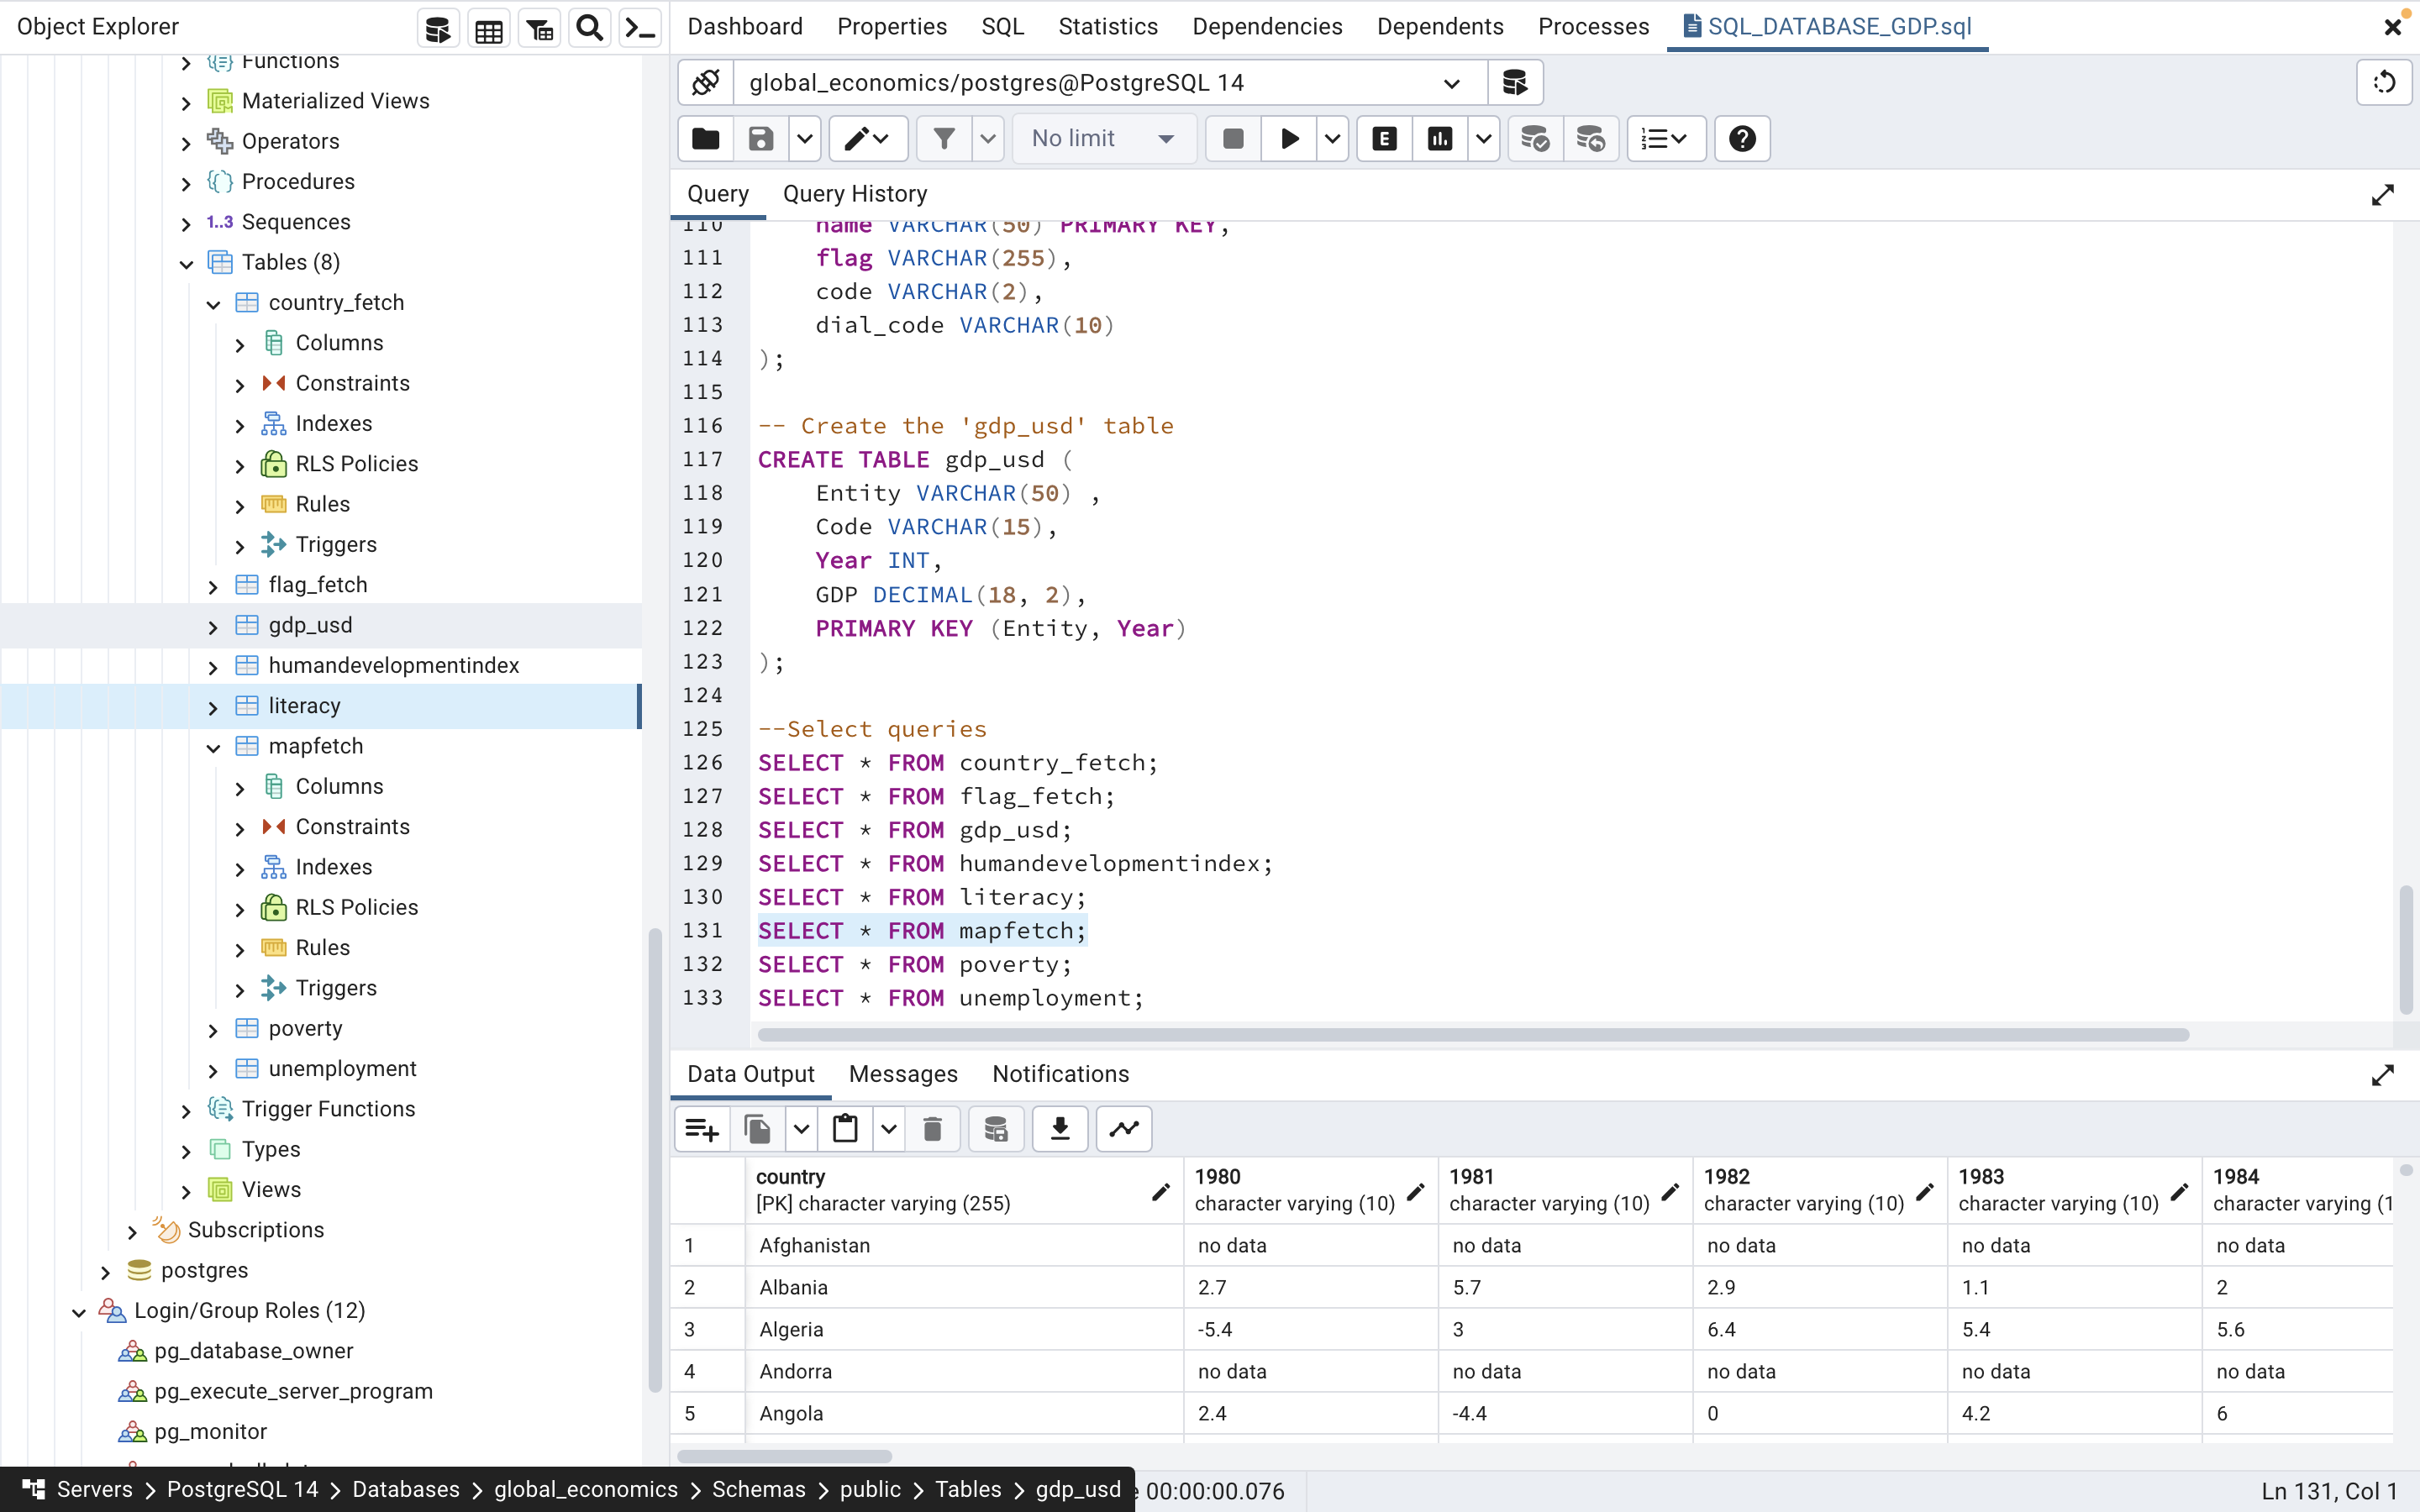 Object Explorer
Functions
Materialized Views
Operators
Procedures
1..3 Sequences
Tables (8)
country_fetch
Columns
Constraints
Indexes
RLS Policies
Rules
Triggers
flag_fetch
gdp_usd
humandevelopmentindex
literacy
mapfetch
Columns
Constraints
Indexes
RLS Policies
Rules
Triggers
poverty
unemployment
Trigger Functions
Types
Views
Subscriptions
postgres
Login/Group Roles (12)
pg_database_owner
pg_execute_server_program
pg_monitor
Dashboard Properties SQL Statistics Dependencies Dependents Processes SQL_DATABASE_GDP.sql
global_economics/postgres@PostgreSQL 14
No limit E
Query Query History
110 name VARCHAR(50) PRIMARY KEY,
111 flag VARCHAR(255),
112 code VARCHAR(2),
113 dial_code VARCHAR(10)
114 );
115
116 -- Create the 'gdp_usd' table
117 CREATE TABLE gdp_usd (
118 Entity VARCHAR(50) ,
119 Code VARCHAR(15),
120 Year INT,
121 GDP DECIMAL(18, 2),
122 PRIMARY KEY (Entity, Year)
123 );
124
125 --Select queries
126 SELECT * FROM country_fetch;
127 SELECT * FROM flag_fetch;
128 SELECT * FROM gdp_usd;
129 SELECT * FROM humandevelopmentindex;
130 SELECT * FROM literacy;
131 SELECT * FROM mapfetch;
132 SELECT * FROM poverty;
133 SELECT * FROM unemployment;
Data Output Messages Notifications
country 1980 1981 1982 1983 1984
[PK] character varying (255) character varying (10) character varying (10) character varying (10) character varying (10) character varying (1
1 Afghanistan no data no data no data no data no data
2 Albania 2.7 5.7 2.9 1.1 2
3 Algeria -5.4 3 6.4 5.4 5.6
4 Andorra no data no data no data no data no data
5 Angola 2.4 -4.4 0 4.2 6
Servers > PostgreSQL 14 > Databases > global_economics > Schemas > public > Tables > gdp_usd 00:00:00.076 Ln 131, Col 1